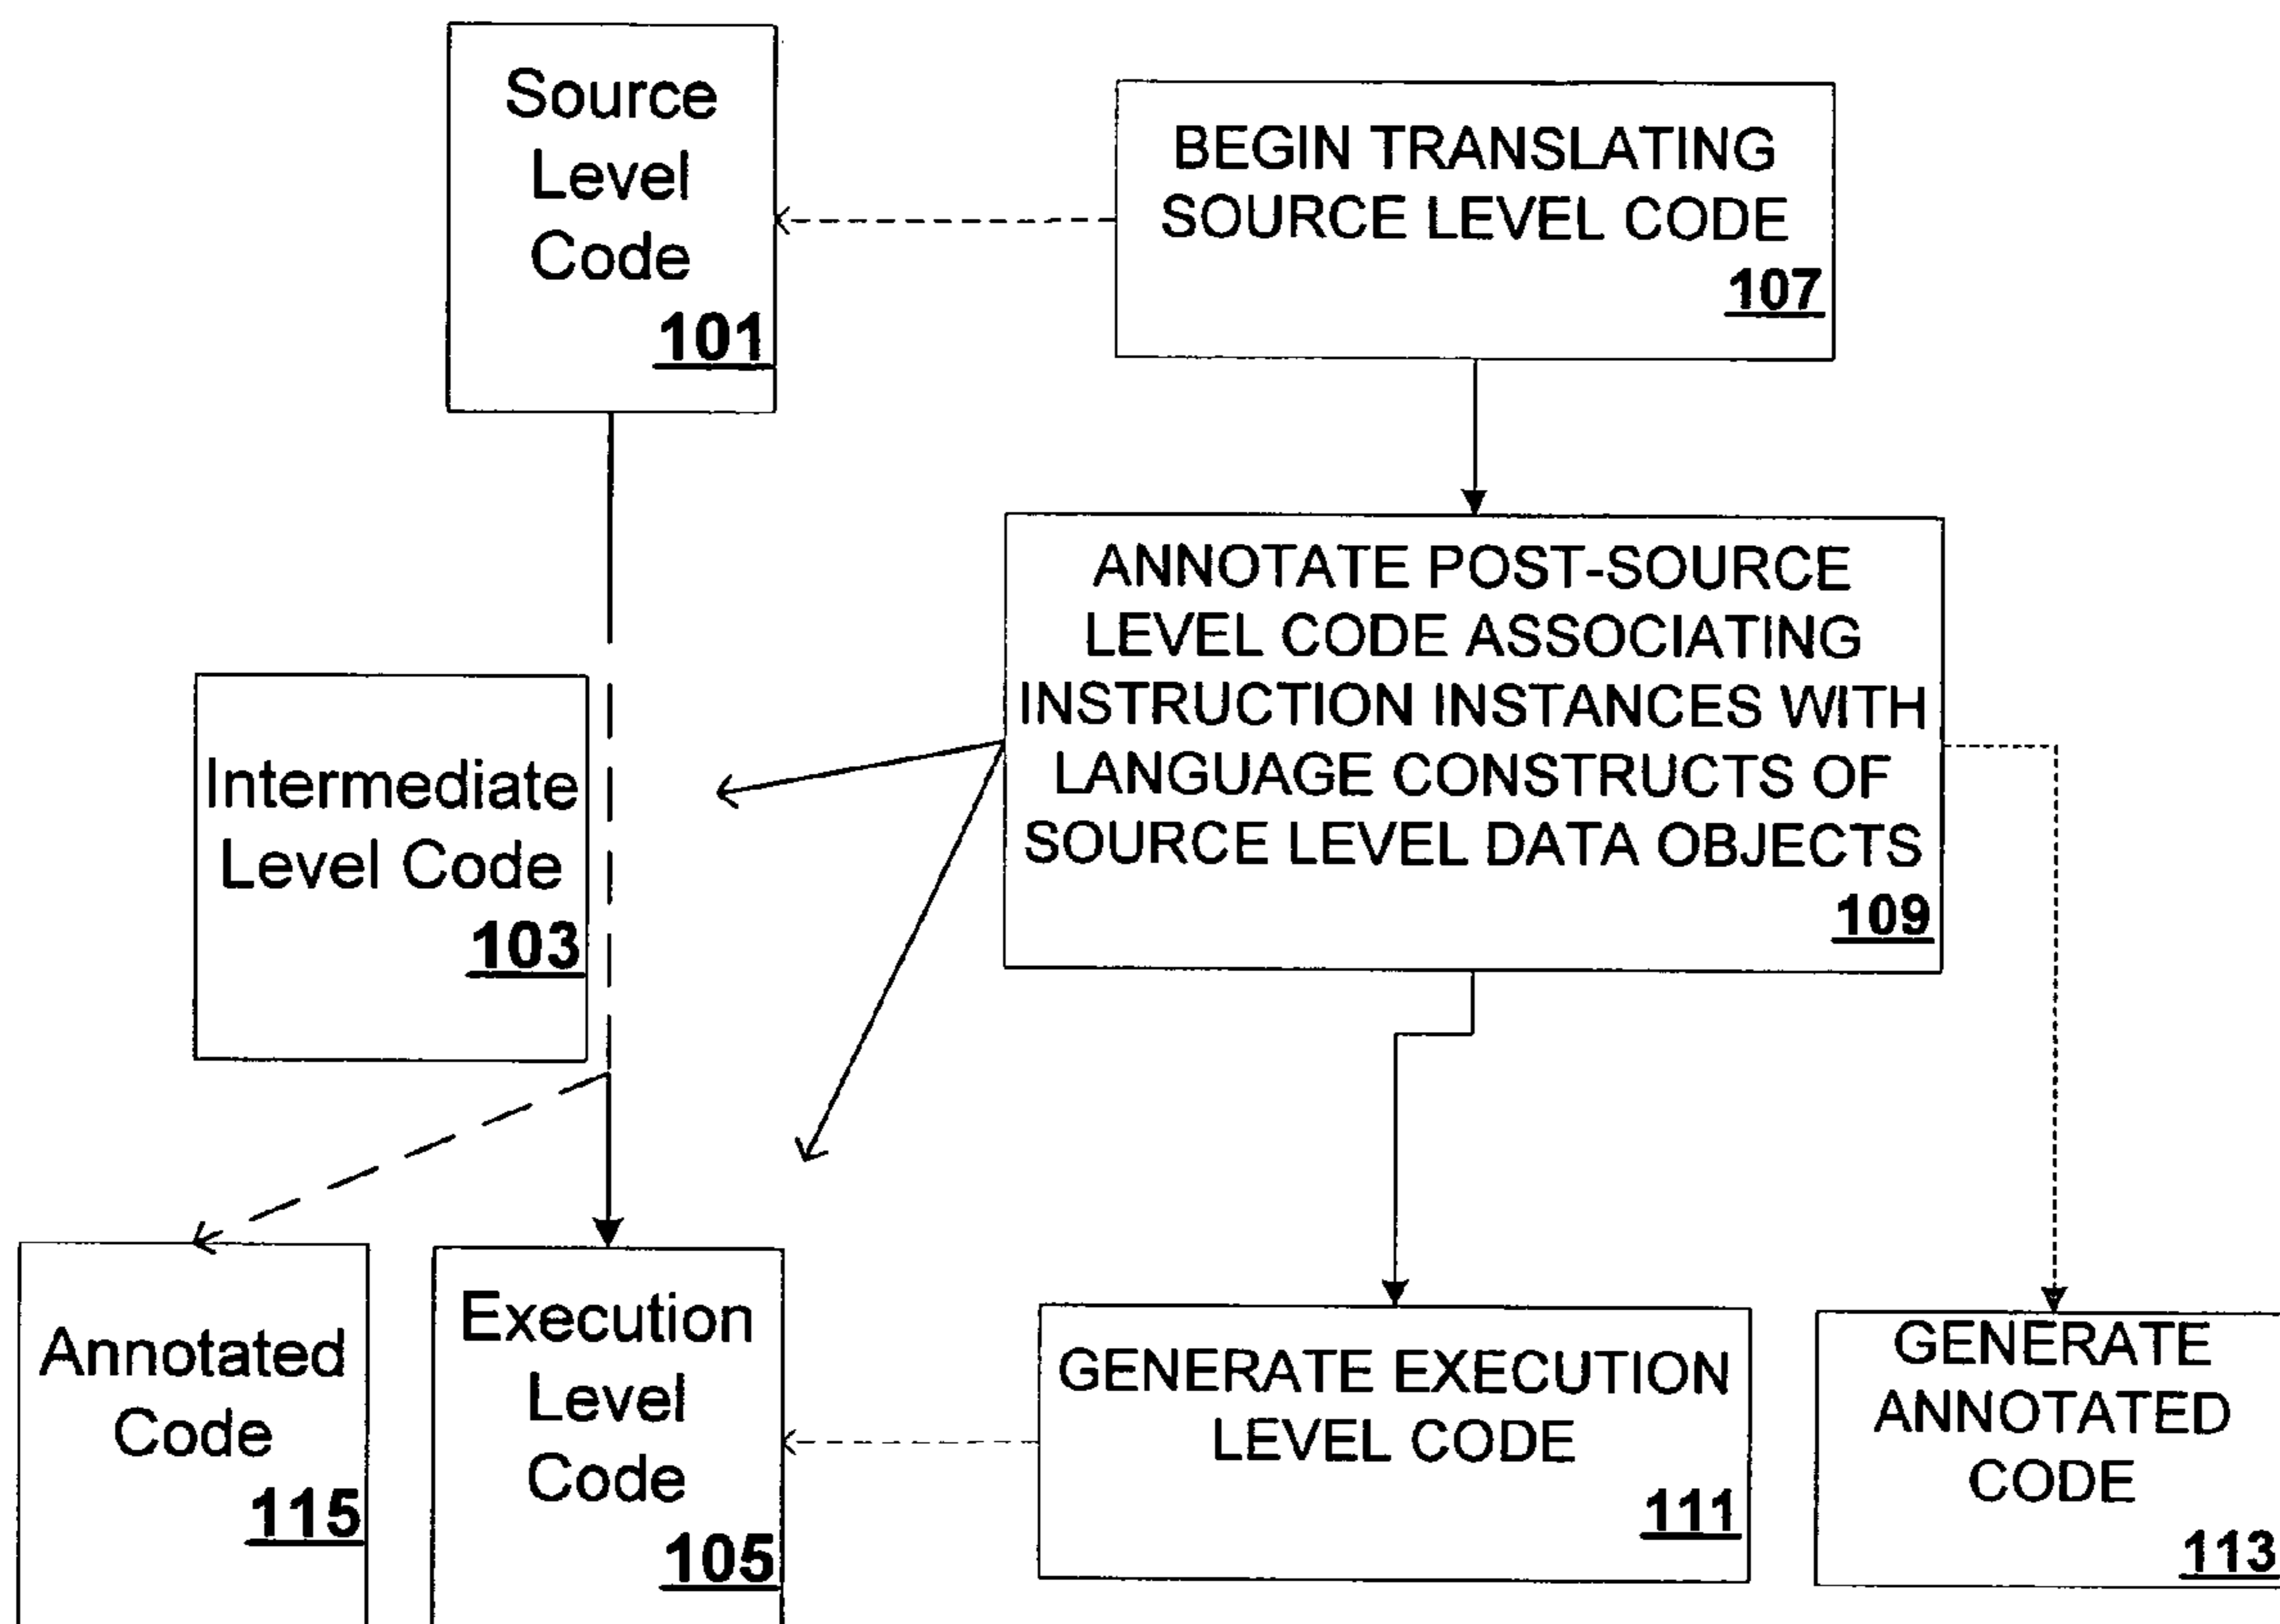 Source
Level
Code
101
BEGIN TRANSLATING
SOURCE LEVEL CODE
107
ANNOTATE POST-SOURCE
LEVEL CODE ASSOCIATING
INSTRUCTION INSTANCES WITH
LANGUAGE CONSTRUCTS OF
SOURCE LEVEL DATA OBJECTS
109
Intermediate
Level Code
103
Annotated
Code
115
Execution
Level
Code
105
GENERATE EXECUTION
LEVEL CODE
111
GENERATE
ANNOTATED
CODE
113